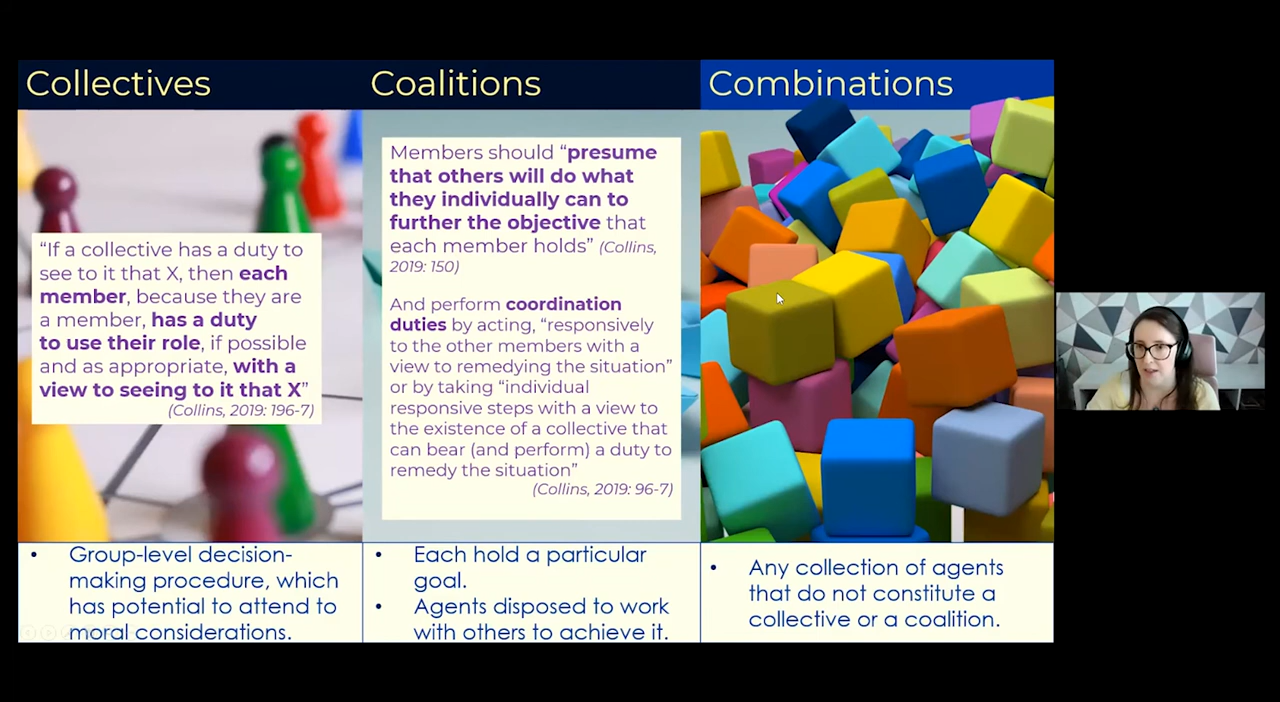 Collectives
“If a collective has a duty to
see to it that X, then each
member, because they are
a member, has a duty
to use their role, if possible
and as appropriate, with a
view to seeing to it that X”
(Collins, 2019: 196-7)
• Group-level decision-
making procedure, which
has potential to attend to
moral considerations.
Coalitions
Members should “presume
that others will do what
they individually can to
further the objective that
each member holds” (Collins,
2019: 150)
And perform coordination
duties by acting, “responsively
to the other members with a
view to remedying the situation”
or by taking “individual
responsive steps with a view to
the existence of a collective that
can bear (and perform) a duty to
remedy the situation”
(Collins, 2019: 96-7)
• Each hold a particular
goal.
• Agents disposed to work
with others to achieve it.
Combinations
• Any collection of agents
that do not constitute a
collective or a coalition.